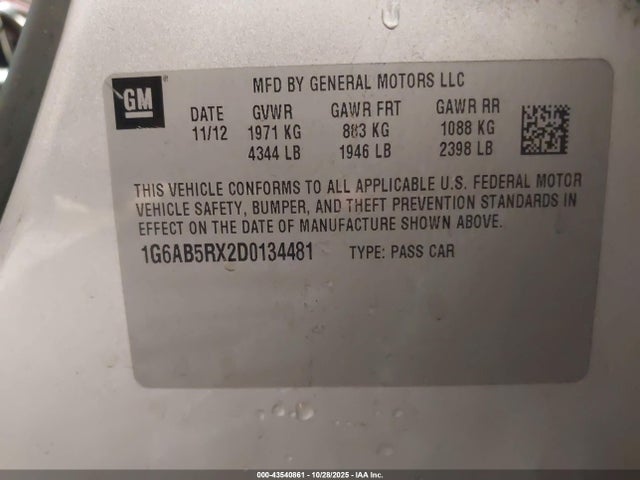 GM
MFD BY GENERAL MOTORS LLC
DATE GVWR GAWR FRT GAWR RR
11/12 1971 KG 883 KG 1088 KG
4344 LB 1946 LB 2398 LB
THIS VEHICLE CONFORMS TO ALL APPLICABLE U.S. FEDERAL MOTOR
VEHICLE SAFETY, BUMPER, AND THEFT PREVENTION STANDARDS IN
EFFECT ON THE DATE OF MANUFACTURE SHOWN ABOVE.
1G6AB5RX2D0134481 TYPE: PASS CAR
000-43540861 - 10/28/2025 - IAA Inc.